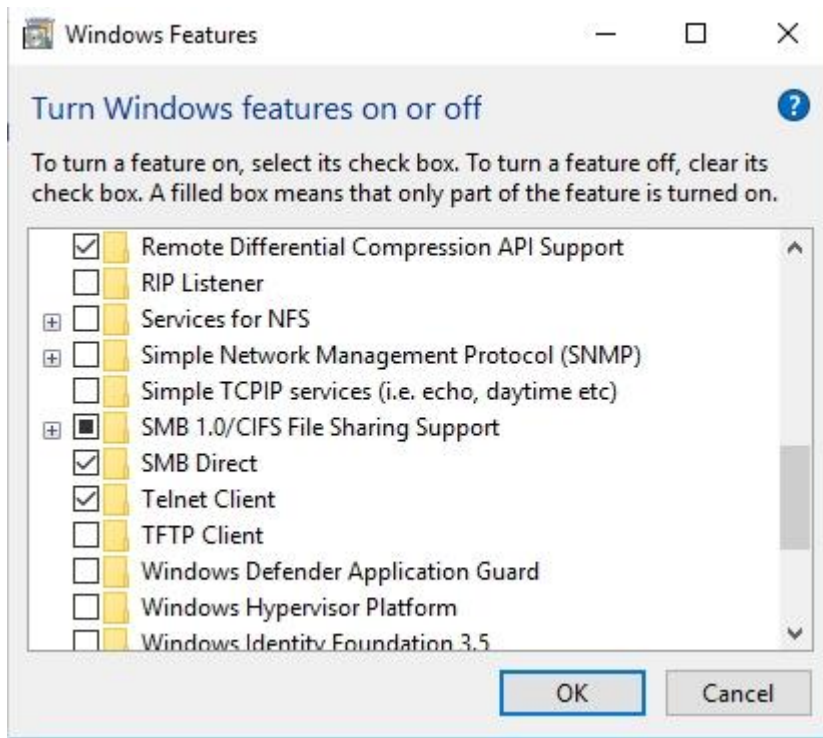 Windows Features
Turn Windows features on or off
?
To turn a feature on, select its check box. To turn a feature off, clear its
check box. A filled box means that only part of the feature is turned on.
Remote Differential Compression API Support
RIP Listener
Services for NFS
Simple Network Management Protocol (SNMP)
Simple TCPIP services (i.e. echo, daytime etc)
SMB 1.0/CIFS File Sharing Support
SMB Direct
Telnet Client
TFTP Client
Windows Defender Application Guard
Windows Hypervisor Platform
Windows Identity Foundation 3.5
OK Cancel